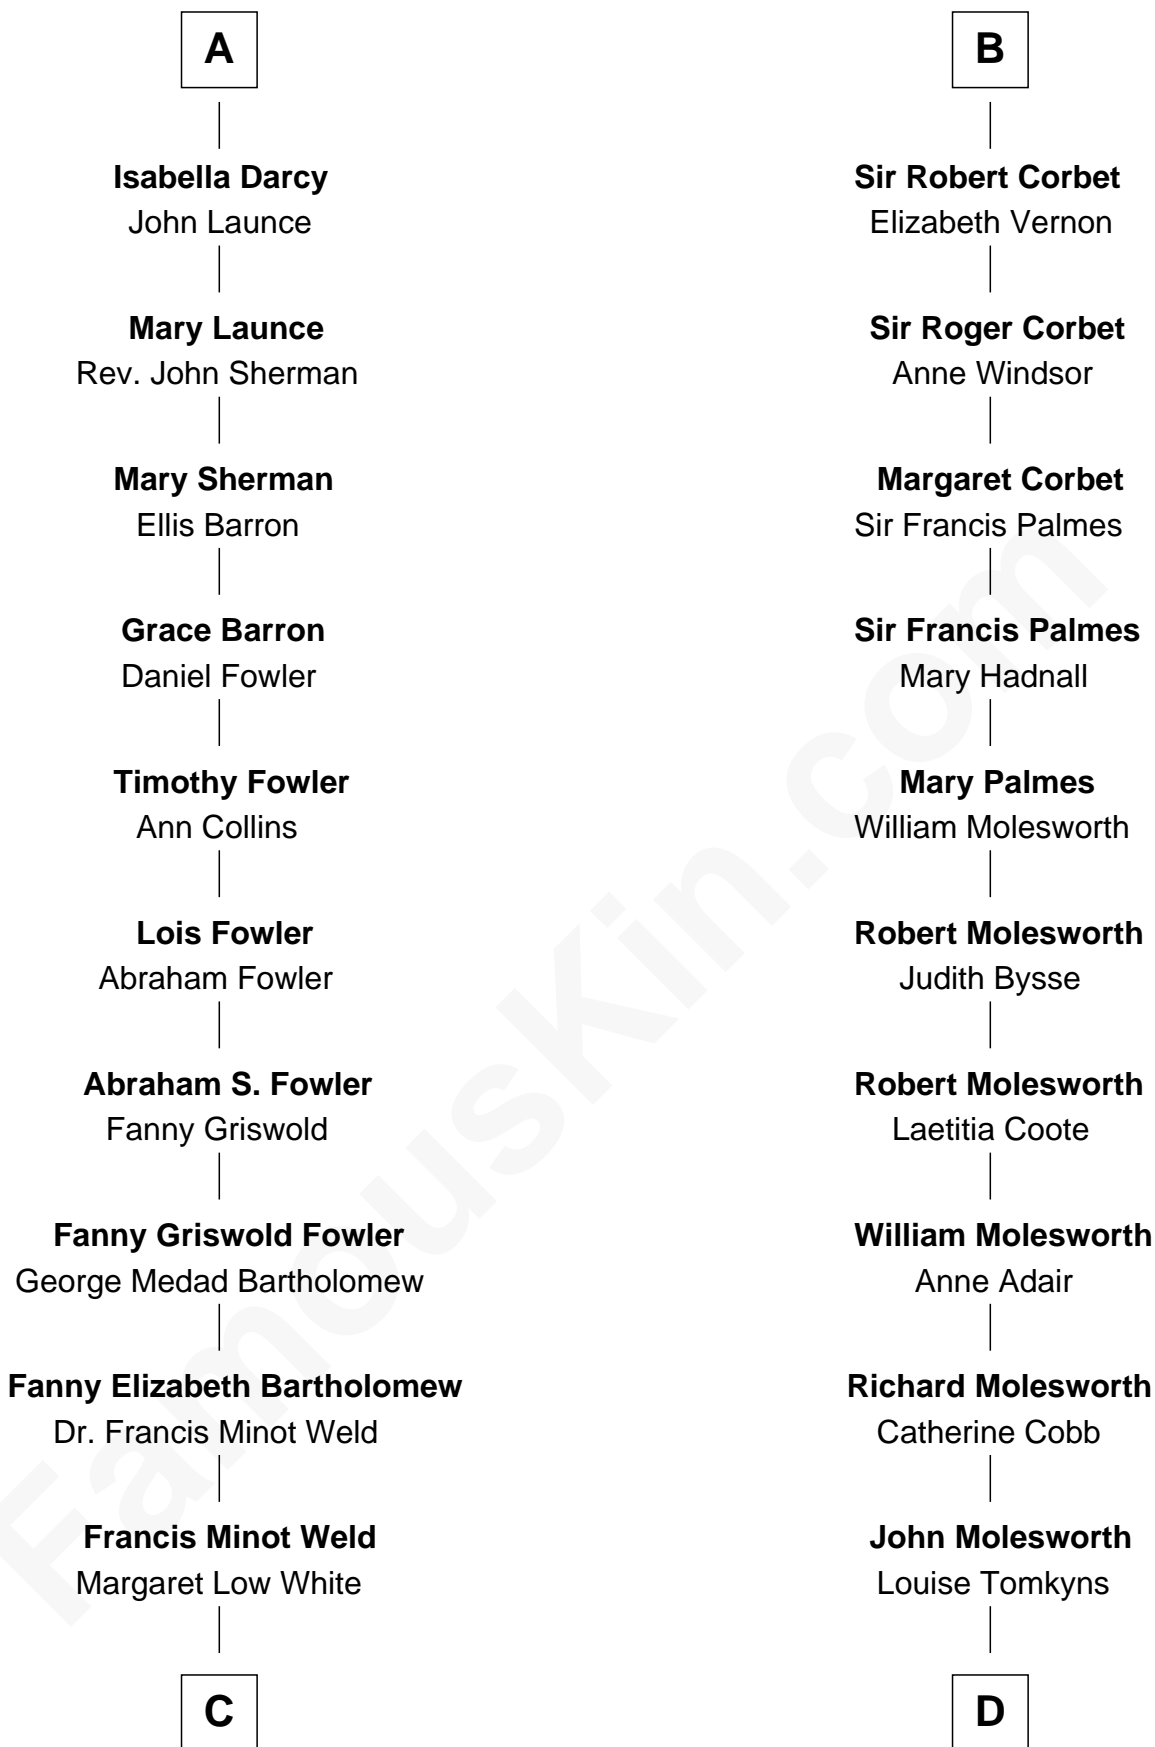 A
Isabella Darcy
John Launce
Mary Launce
Rev. John Sherman
Mary Sherman
Ellis Barron
Grace Barron
Daniel Fowler
Timothy Fowler
Ann Collins
Lois Fowler
Abraham Fowler
Abraham S. Fowler
Fanny Griswold
Fanny Griswold Fowler
George Medad Bartholomew
Fanny Elizabeth Bartholomew
Dr. Francis Minot Weld
Francis Minot Weld
Margaret Low White
C
B
Sir Robert Corbet
Elizabeth Vernon
Sir Roger Corbet
Anne Windsor
Margaret Corbet
Sir Francis Palmes
Sir Francis Palmes
Mary Hadnall
Mary Palmes
William Molesworth
Robert Molesworth
Judith Bysse
Robert Molesworth
Laetitia Coote
William Molesworth
Anne Adair
Richard Molesworth
Catherine Cobb
John Molesworth
Louise Tomkyns
D
FamousKin.com